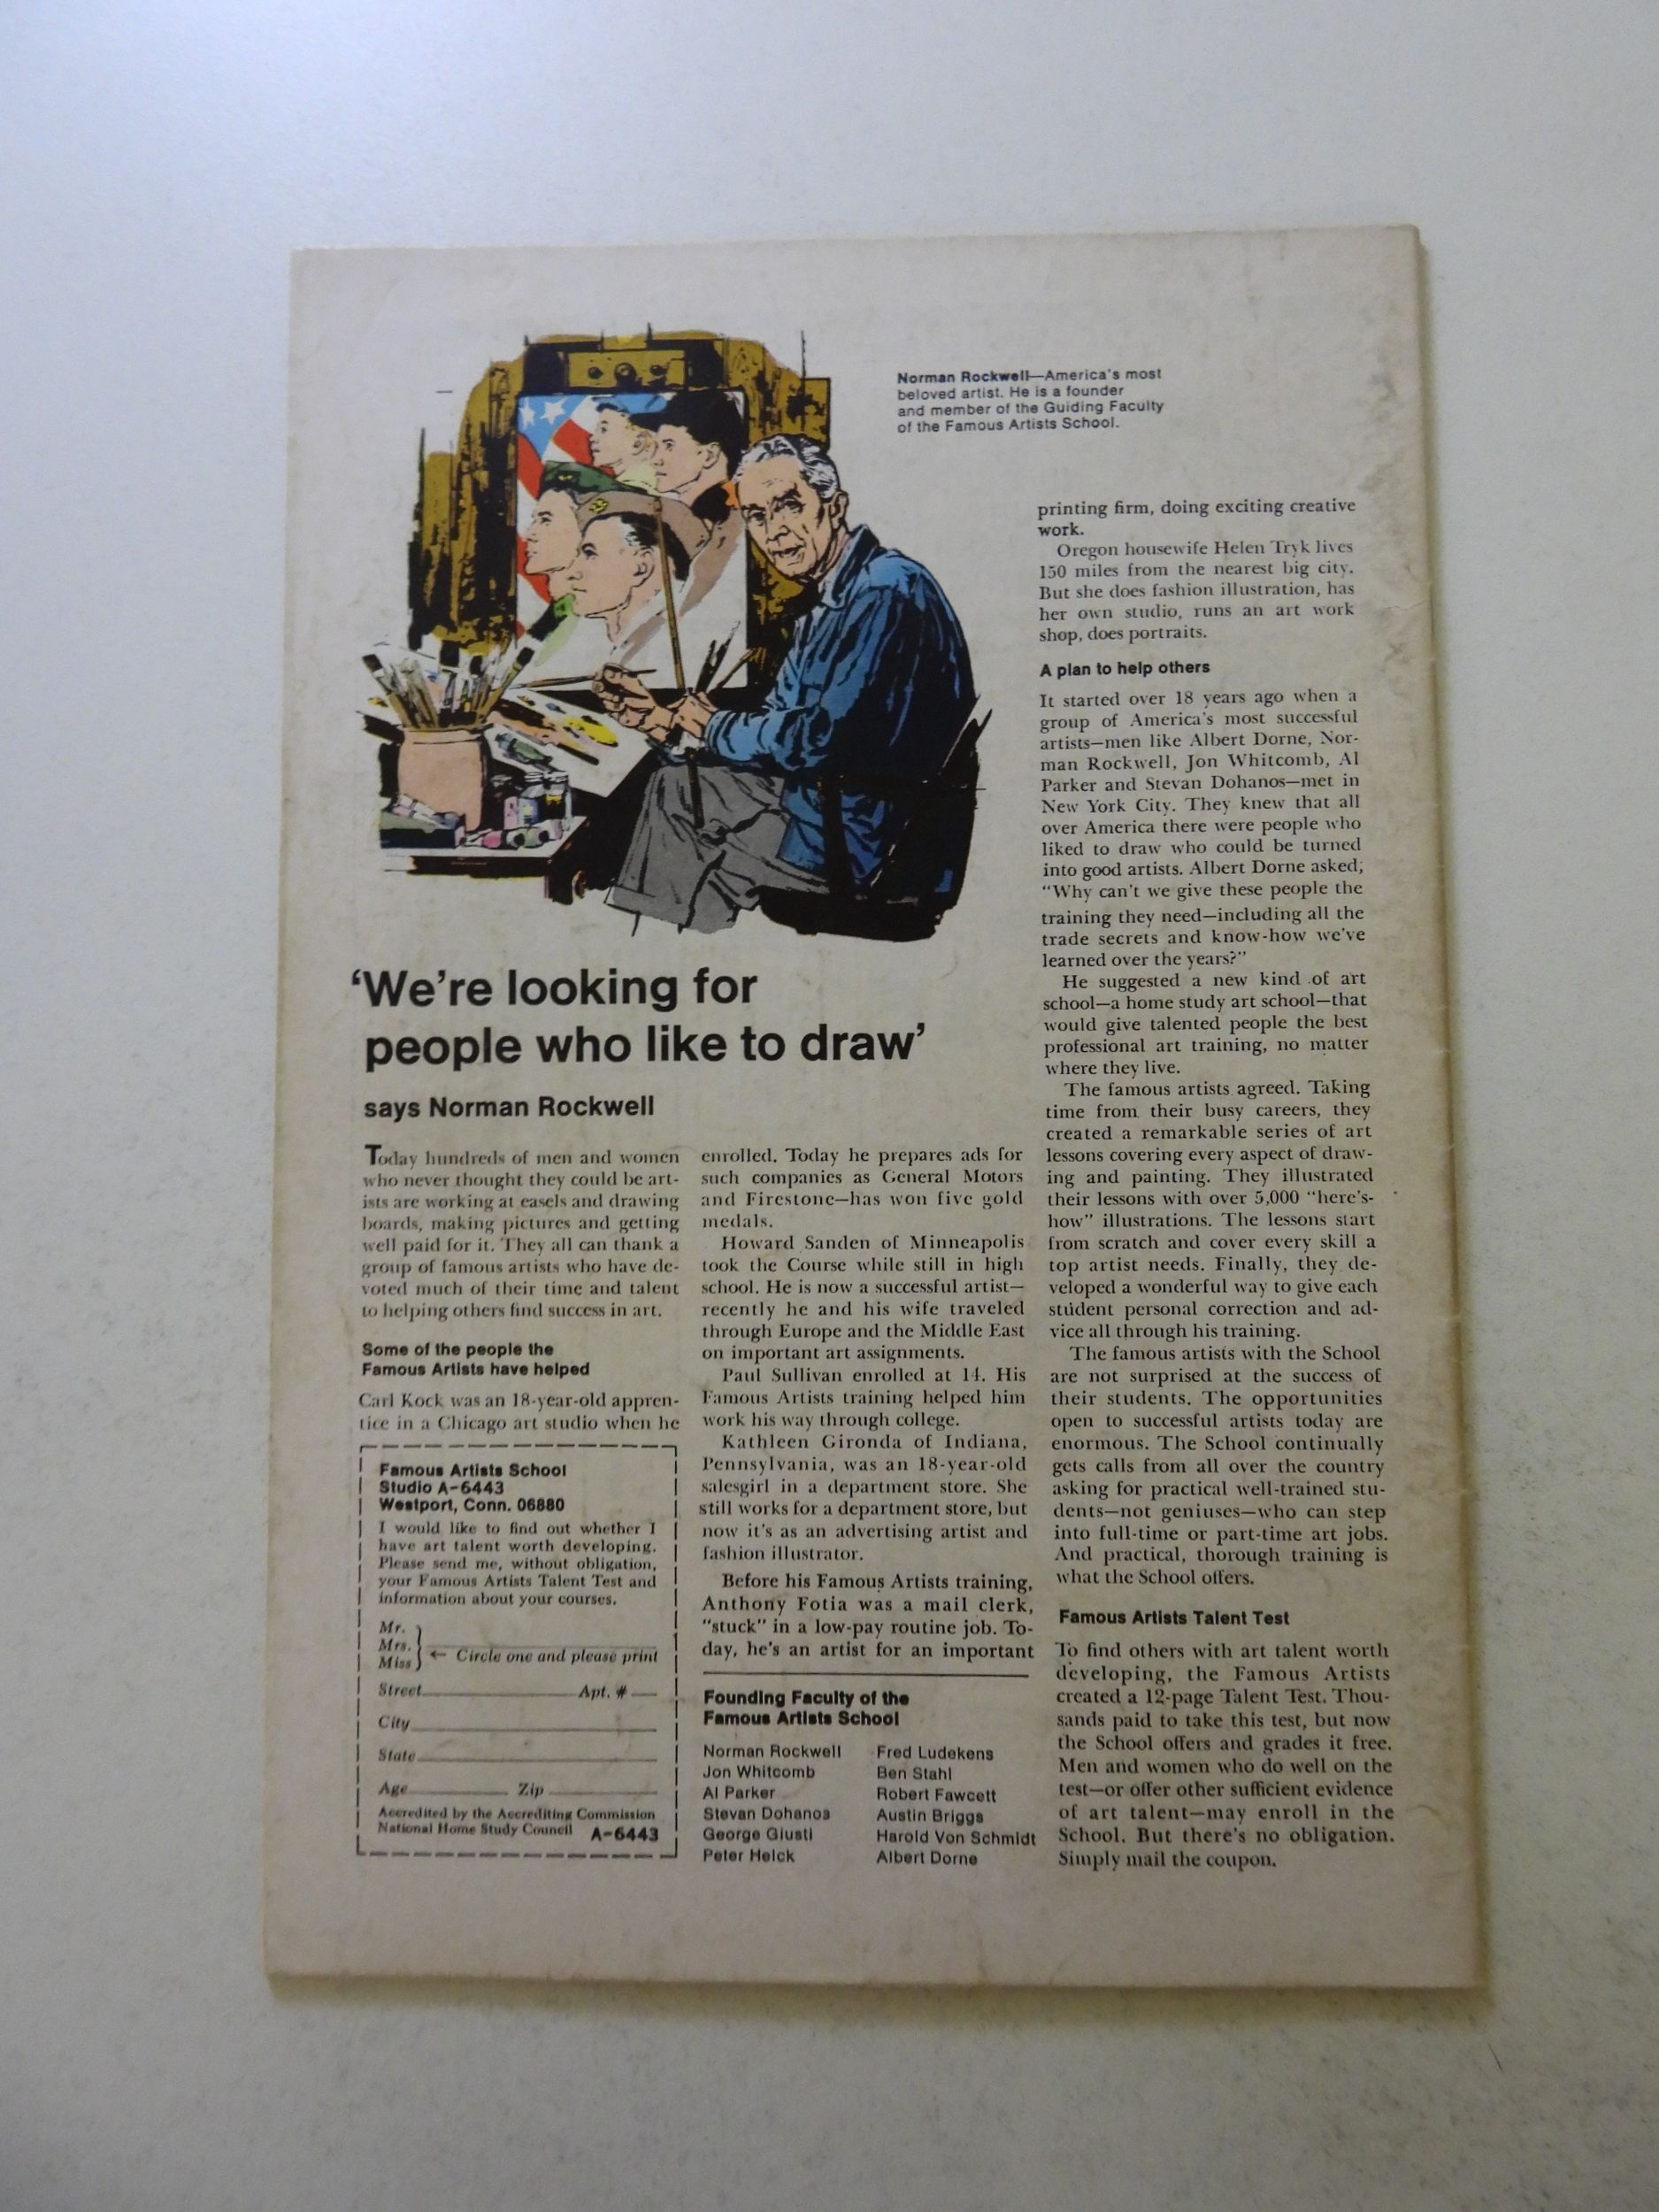 Norman Rockwell—America's most
beloved artist. He is a founder
and member of the Guiding Faculty
of the Famous Artists School.
'We're looking for
people who like to draw'
says Norman Rockwell
Today hundreds of men and women
who never thought they could be art-
ists are working at easels and drawing
boards, making pictures and getting
well paid for it. They all can thank a
group of famous artists who have de-
voted much of their time and talent
to helping others find success in art.
Some of the people the
Famous Artists have helped
Carl Kock was an 18-year-old appren-
tice in a Chicago art studio when he
enrolled. Today he prepares ads for
such companies as General Motors
and Firestone—has won five gold
medals.
Howard Sanden of Minneapolis
took the Course while still in high
school. He is now a successful artist—
recently he and his wife traveled
through Europe and the Middle East
on important art assignments.
Paul Sullivan enrolled at 14. His
Famous Artists training helped him
work his way through college.
Kathleen Gironda of Indiana,
Pennsylvania, was an 18-year-old
salesgirl in a department store. She
still works for a department store, but
now it's as an advertising artist and
fashion illustrator.
Before his Famous Artists training,
Anthony Fotia was a mail clerk,
"stuck" in a low-pay routine job. To-
day, he's an artist for an important
printing firm, doing exciting creative
work.
Oregon housewife Helen Tryk lives
150 miles from the nearest big city.
But she does fashion illustration, has
her own studio, runs an art work
shop, does portraits.
A plan to help others
It started over 18 years ago when a
group of America's most successful
artists—men like Albert Dorne, Nor-
man Rockwell, Jon Whitcomb, Al
Parker and Stevan Dohanos—met in
New York City. They knew that all
over America there were people who
liked to draw who could be turned
into good artists. Albert Dorne asked,
"Why can't we give these people the
training they need—including all the
trade secrets and know-how we've
learned over the years?"
He suggested a new kind of art
school—a home study art school—that
would give talented people the best
professional art training, no matter
where they live.
The famous artists agreed. Taking
time from their busy careers, they
created a remarkable series of art
lessons covering every aspect of draw-
ing and painting. They illustrated
their lessons with over 5,000 "here's-
how" illustrations. The lessons start
from scratch and cover every skill a
top artist needs. Finally, they de-
veloped a wonderful way to give each
student personal correction and ad-
vice all through his training.
The famous artists with the School
are not surprised at the success of
their students. The opportunities
open to successful artists today are
enormous. The School continually
gets calls from all over the country
asking for practical well-trained stu-
dents—not geniuses—who can step
into full-time or part-time art jobs.
And practical, thorough training is
what the School offers.
Famous Artists Talent Test
To find others with art talent worth
developing, the Famous Artists
created a 12-page Talent Test. Thou-
sands paid to take this test, but now
the School offers and grades it free.
Men and women who do well on the
test—or offer other sufficient evidence
of art talent—may enroll in the
School. But there's no obligation.
Simply mail the coupon.
Famous Artists School
Studio A-6443
Westport, Conn. 06880
I would like to find out whether I
have art talent worth developing.
Please send me, without obligation,
your Famous Artists Talent Test and
information about your courses.
Mr.
Mrs.
Miss
← Circle one and please print
Street Apt. #
City
State
Age Zip
Accredited by the Accrediting Commission
National Home Study Council A-6443
Founding Faculty of the
Famous Artists School
Norman Rockwell
Jon Whitcomb
Al Parker
Stevan Dohanos
George Giusti
Peter Helck
Fred Ludekens
Ben Stahl
Robert Fawcett
Austin Briggs
Harold Von Schmidt
Albert Dorne